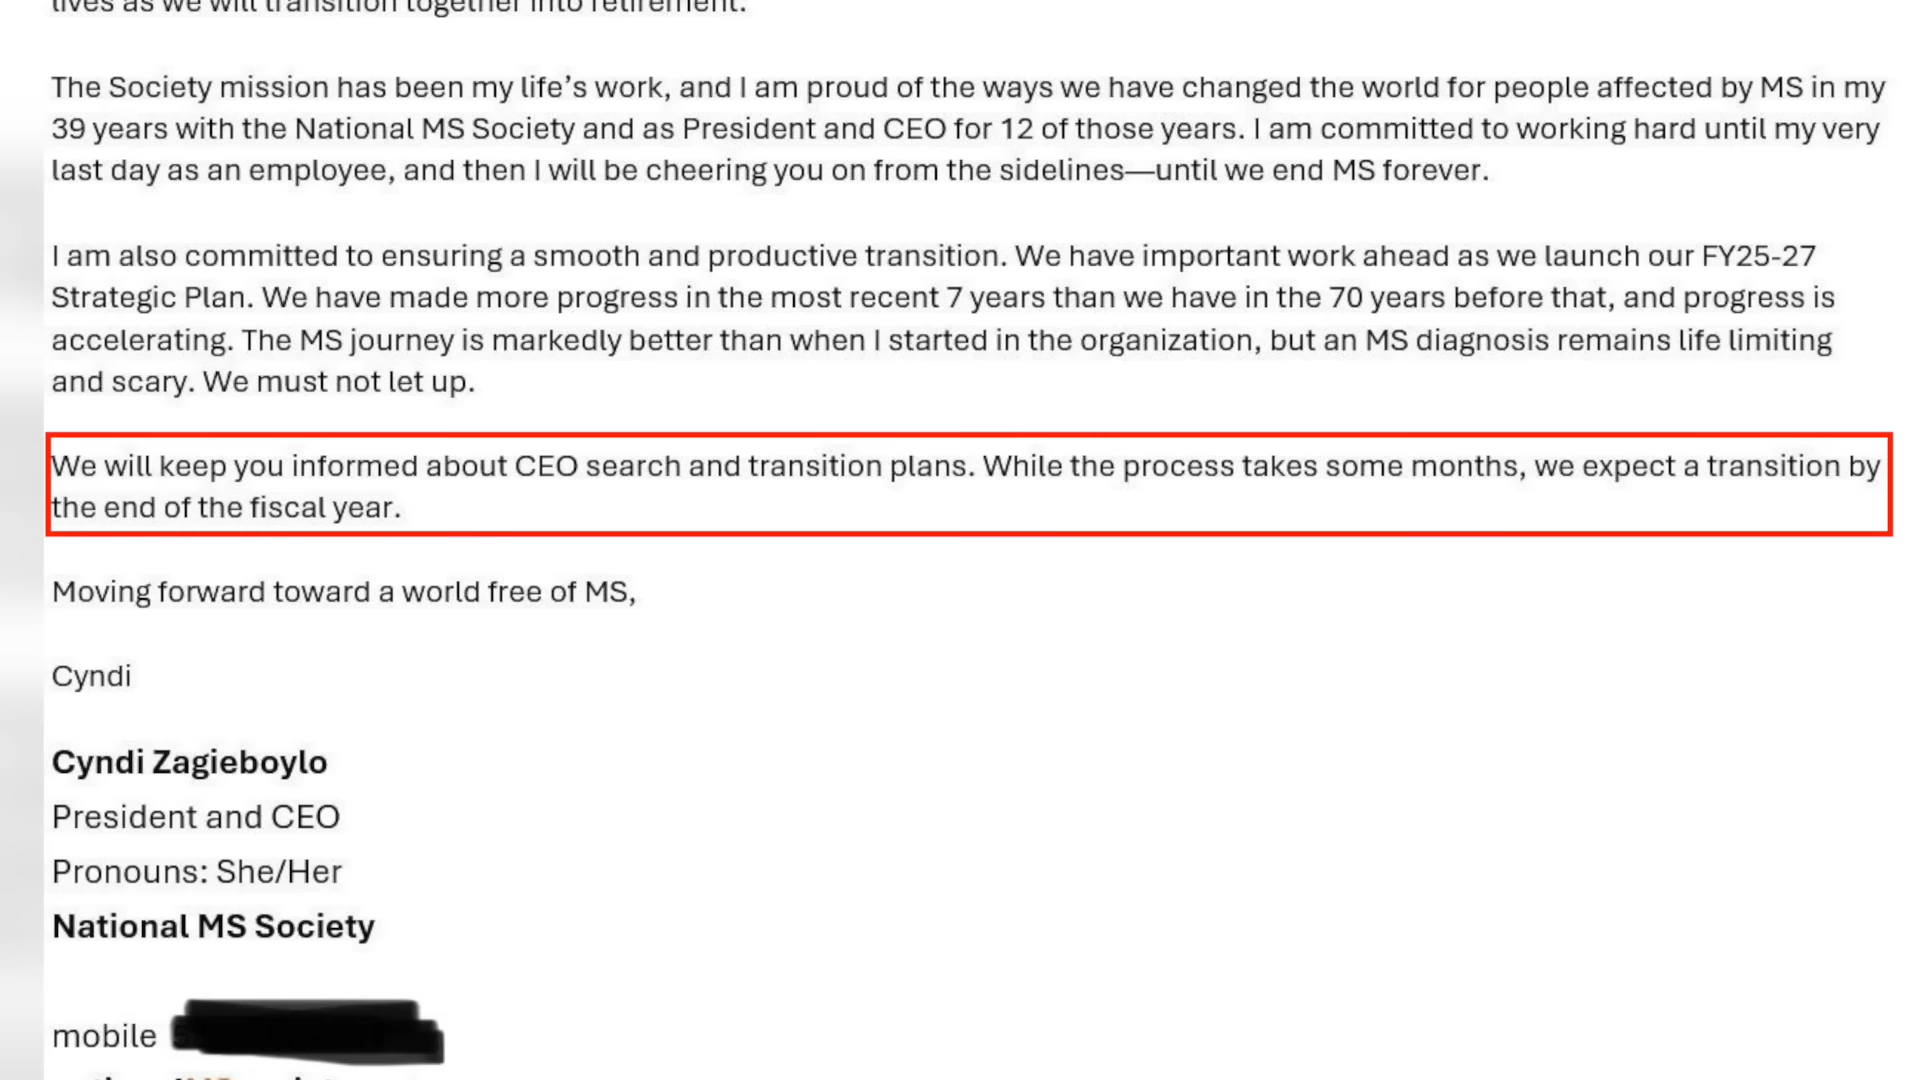 lives as we will transition together into retirement.
The Society mission has been my life’s work, and I am proud of the ways we have changed the world for people affected by MS in my
39 years with the National MS Society and as President and CEO for 12 of those years. I am committed to working hard until my very
last day as an employee, and then I will be cheering you on from the sidelines—until we end MS forever.
I am also committed to ensuring a smooth and productive transition. We have important work ahead as we launch our FY25-27
Strategic Plan. We have made more progress in the most recent 7 years than we have in the 70 years before that, and progress is
accelerating. The MS journey is markedly better than when I started in the organization, but an MS diagnosis remains life limiting
and scary. We must not let up.
We will keep you informed about CEO search and transition plans. While the process takes some months, we expect a transition by
the end of the fiscal year.
Moving forward toward a world free of MS,
Cyndi
Cyndi Zagieboylo
President and CEO
Pronouns: She/Her
National MS Society
mobile